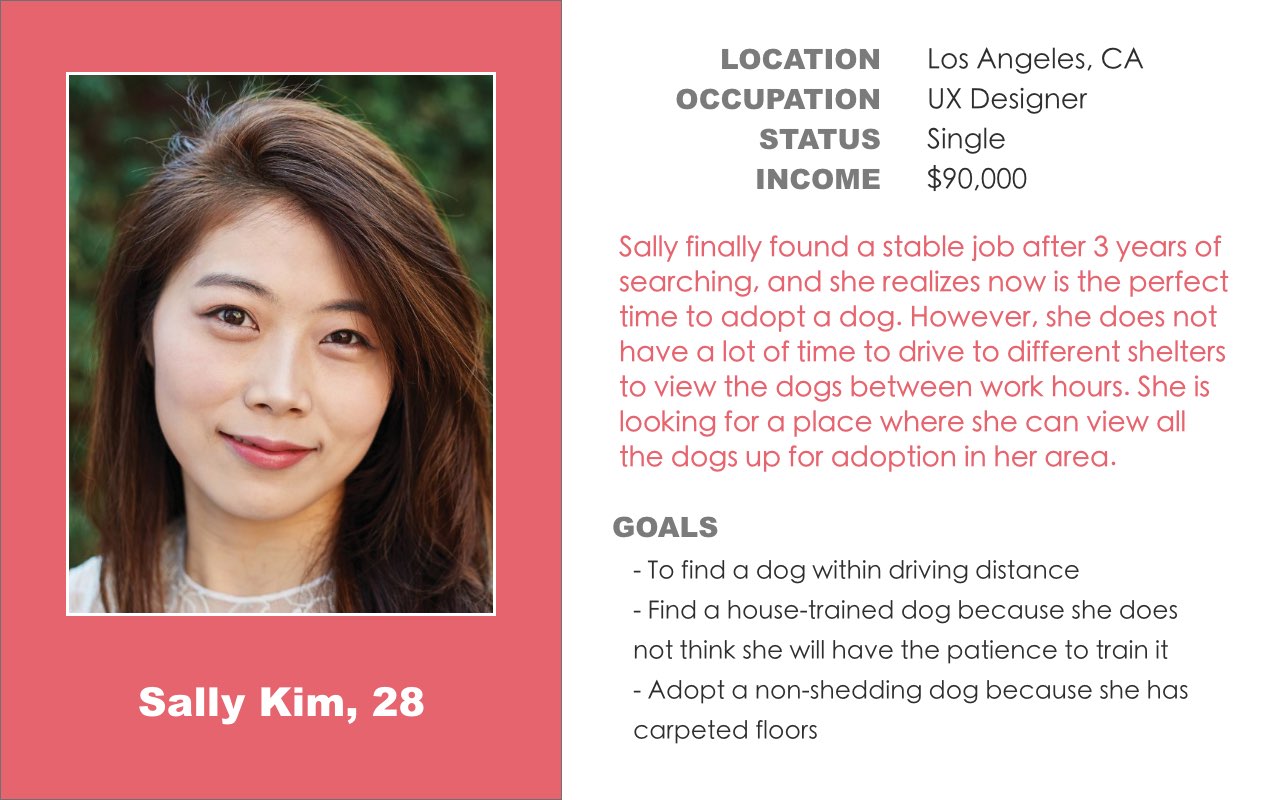 Sally Kim, 28
LOCATION Los Angeles, CA
OCCUPATION UX Designer
STATUS Single
INCOME $90,000
Sally finally found a stable job after 3 years of
searching, and she realizes now is the perfect
time to adopt a dog. However, she does not
have a lot of time to drive to different shelters
to view the dogs between work hours. She is
looking for a place where she can view all
the dogs up for adoption in her area.
GOALS
- To find a dog within driving distance
- Find a house-trained dog because she does
not think she will have the patience to train it
- Adopt a non-shedding dog because she has
carpeted floors